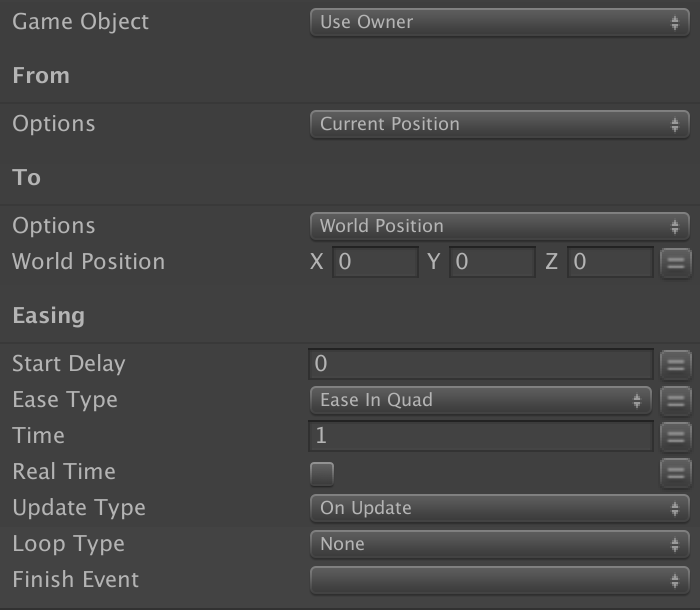 Game Object Use Owner
From
Options Current Position
To
Options World Position
World Position X 0 Y 0 Z 0
Easing
Start Delay 0
Ease Type Ease In Quad
Time 1
Real Time
Update Type On Update
Loop Type None
Finish Event